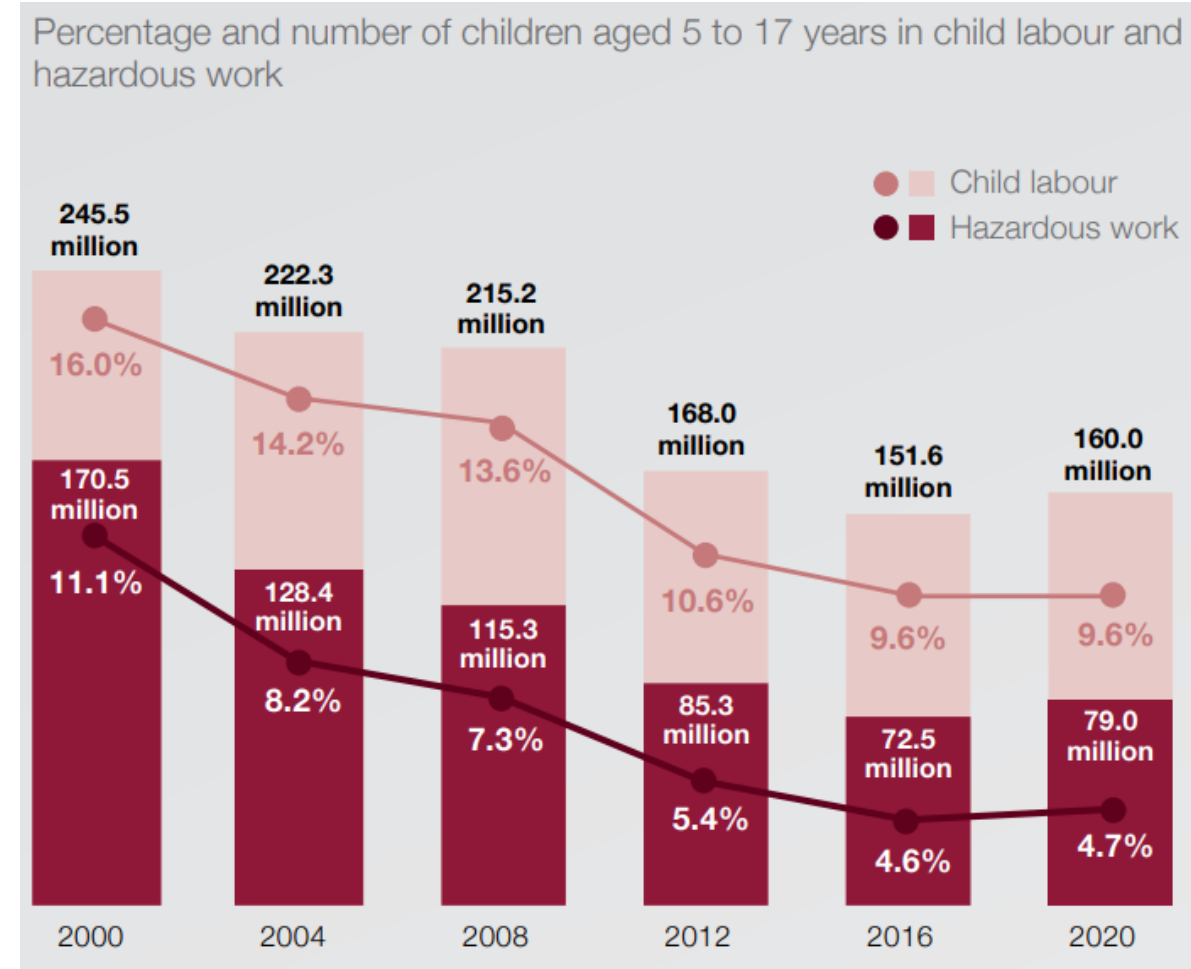 Percentage and number of children aged 5 to 17 years in child labour and
hazardous work
Child labour
Hazardous work
245.5
million
16.0%
170.5
million
11.1%
222.3
million
14.2%
128.4
million
8.2%
215.2
million
13.6%
115.3
million
7.3%
168.0
million
10.6%
85.3
million
5.4%
151.6
million
9.6%
72.5
million
4.6%
160.0
million
9.6%
79.0
million
4.7%
2000
2004
2008
2012
2016
2020